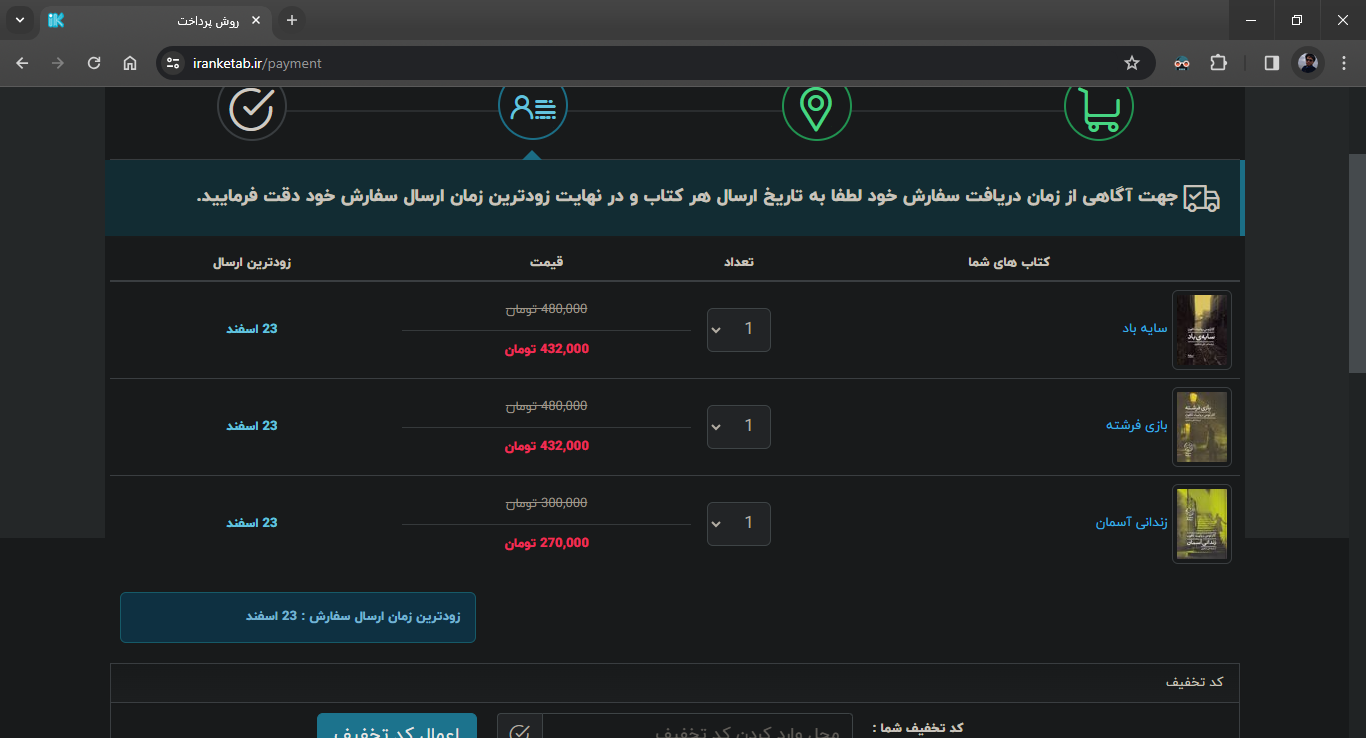 روش پرداخت
iranketab.ir/payment
جهت آگاهی از زمان دریافت سفارش خود لطفا به تاریخ ارسال هر کتاب و در نهایت زودترین زمان ارسال سفارش خود دقت فرمایید.
کتاب های شما تعداد قیمت زودترین ارسال
480,000 تومان
سایه باد 1 23 اسفند
432,000 تومان
480,000 تومان
بازی فرشته 1 23 اسفند
432,000 تومان
300,000 تومان
زندانی آسمان 1 23 اسفند
270,000 تومان
زودترین زمان ارسال سفارش : 23 اسفند
کد تخفیف
کد تخفیف شما : محل وارد کردن کد تخفیف اعمال کد تخفیف